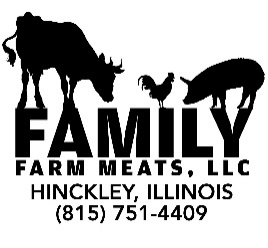 FAMILY
FARM MEATS, LLC
HINCKLEY, ILLINOIS
(815) 751-4409